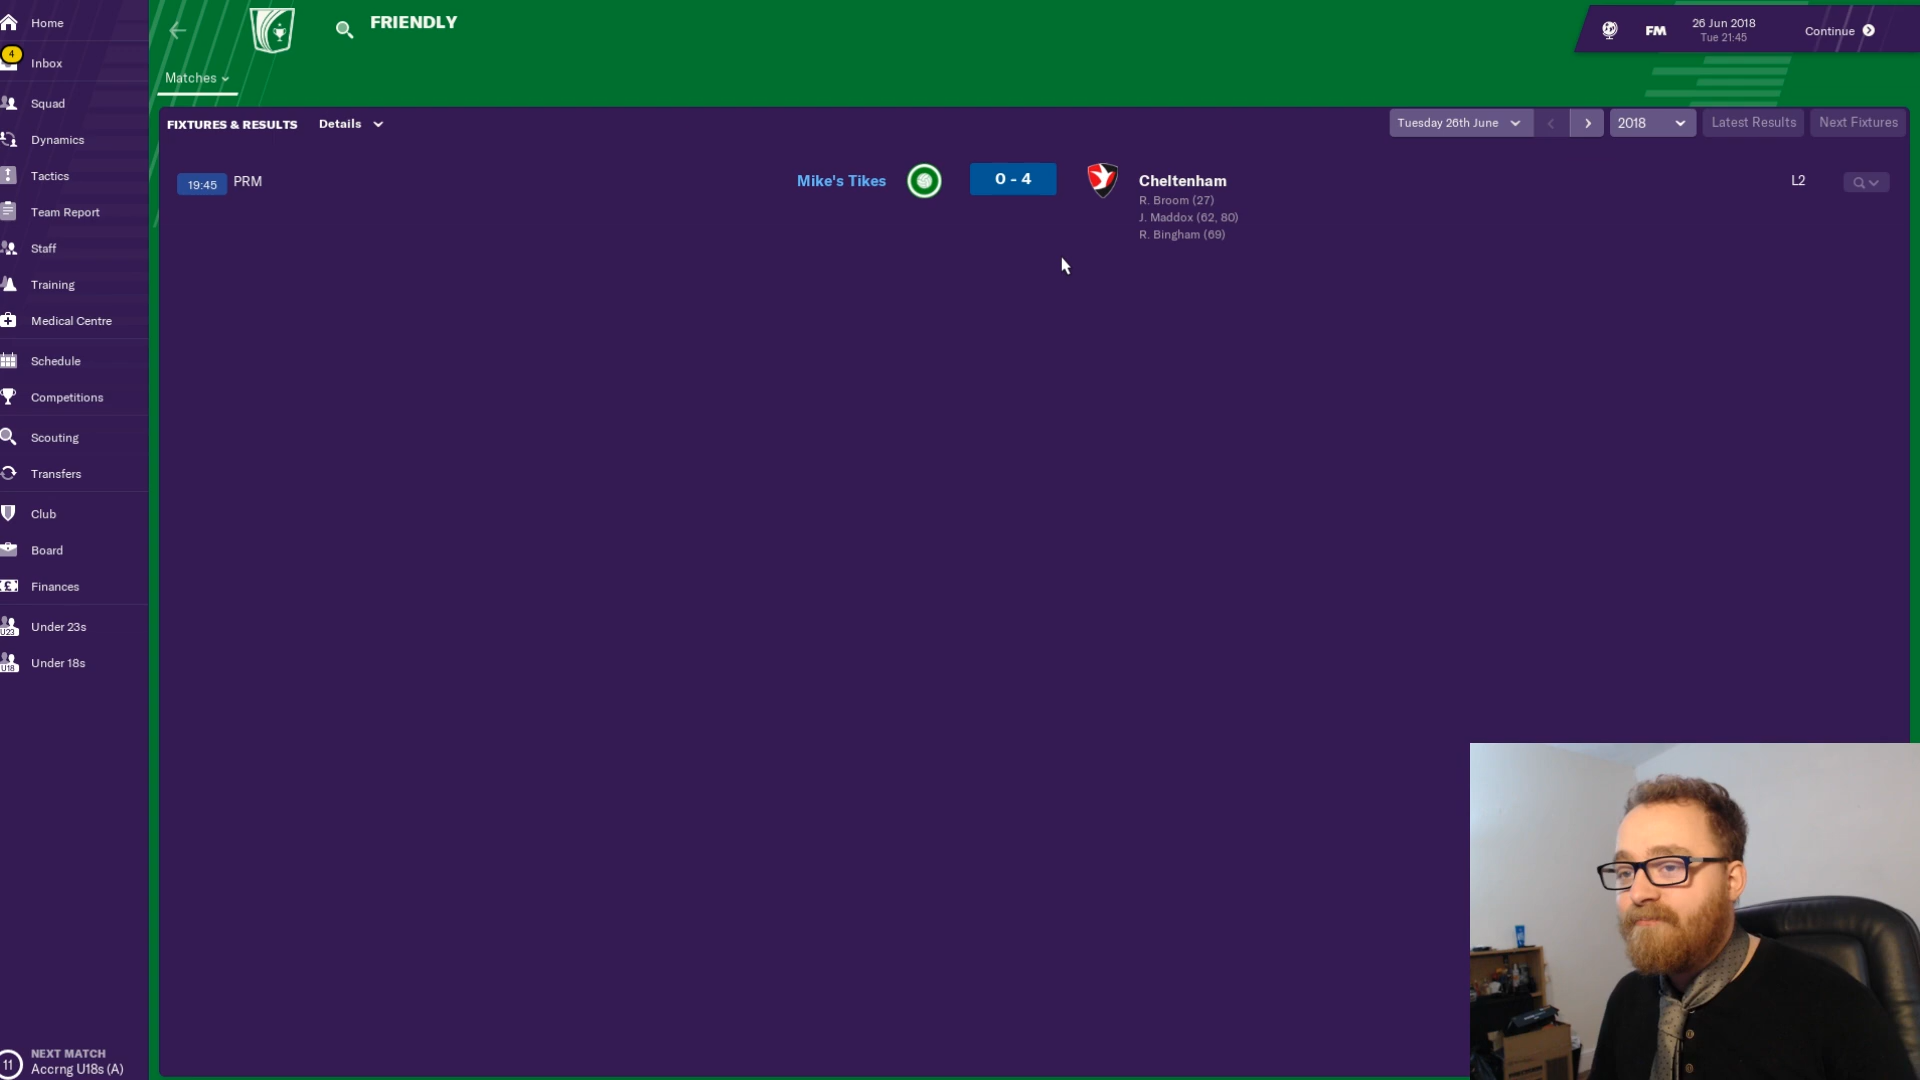 Home
4
Inbox
Squad
Dynamics
Tactics
Team Report
Staff
Training
Medical Centre
Schedule
Competitions
Scouting
Transfers
Club
Board
Finances
U23
Under 23s
U18
Under 18s
11
NEXT MATCH
Accrng U18s (A)
FRIENDLY
FM
26 Jun 2018
Tue 21:45
Continue
Matches
FIXTURES & RESULTS
Details
Tuesday 26th June
2018
Latest Results
Next Fixtures
19:45
PRM
Mike's Tikes
0 - 4
Cheltenham
L2
R. Broom (27)
J. Maddox (62, 80)
R. Bingham (69)